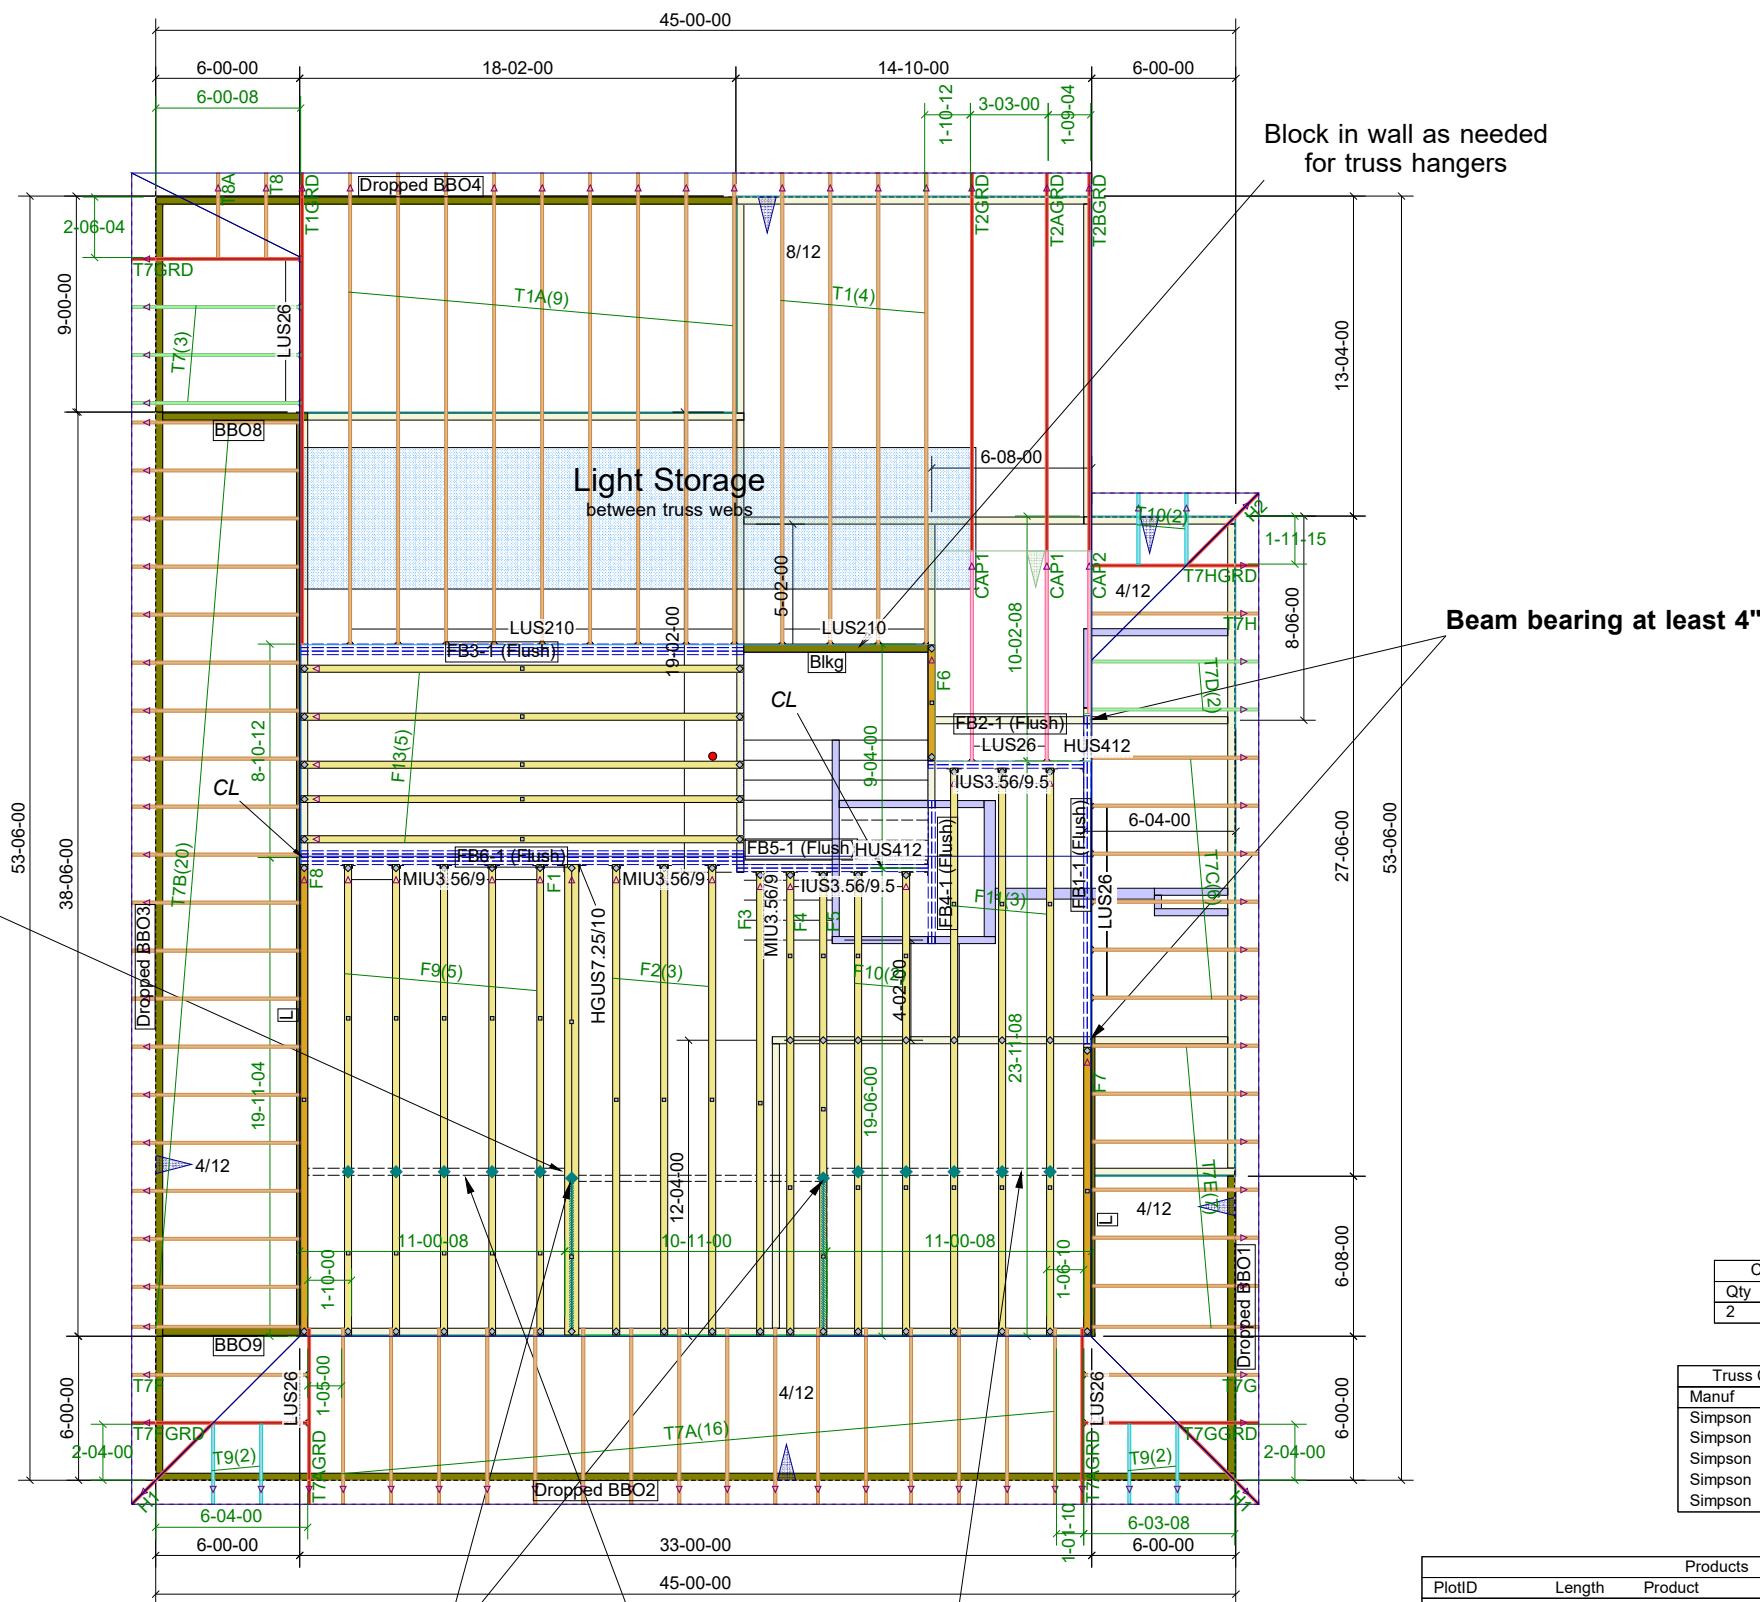 45-00-00
6-00-00
18-02-00
14-10-00
6-00-00
6-00-08
1-10-12
3-03-00
1-09-04
Block in wall as needed
for truss hangers
T8A
T8
T1GRD
Dropped BBO4
T2GRD
T2AGRD
T2BGRD
2-06-04
8/12
T7GRD
T1A(9)
T1(4)
9-00-00
LUS26
T7(3)
13-04-00
BBO8
6-08-00
Light Storage
between truss webs
H2
T10(2)
1-11-15
CAP1
CAP1
CAP2
T7HGRD
4/12
5-02-00
T7H
8-06-00
Beam bearing at least 4"
LUS210
LUS210
19-02-00
10-02-08
FB3-1 (Flush)
Blkg
F6
T7D(2)
CL
FB2-1 (Flush)
LUS26
HUS412
8-10-12
F13(5)
9-04-00
CL
IUS3.56/9.5
53-06-00
38-06-00
T7B(20)
6-04-00
FB1-1 (Flush)
27-06-00
53-06-00
FB6-1 (Flush)
FB5-1 (Flush)
HUS412
FB4-1 (Flush)
F8
MIU3.56/9
F1
MIU3.56/9
IUS3.56/9.5
T7C(6)
F11(3)
LUS26
F3
MIU3.56/9
F4
F5
Dropped BBO3
HGUS7.25/10
F9(5)
F2(3)
F10(2)
4-02-00
L
23-11-08
19-11-04
19-06-00
F7
4/12
12-04-00
T7E(7)
4/12
L
11-00-08
10-11-00
11-00-08
1-10-00
1-06-10
6-08-00
Dropped BBO1
Qty
2
BBO9
T7F
LUS26
1-05-00
4/12
LUS26
T7G
6-00-00
6-00-00
Truss
Manuf
Simpson
Simpson
Simpson
Simpson
Simpson
T7FGRD
T7A(16)
T7GGRD
2-04-00
T9(2)
T7AGRD
T7AGRD
T9(2)
2-04-00
H1
Dropped BBO2
H1
6-04-00
1-01-10
6-03-08
6-00-00
33-00-00
6-00-00
45-00-00
Products
PlotID Length Product